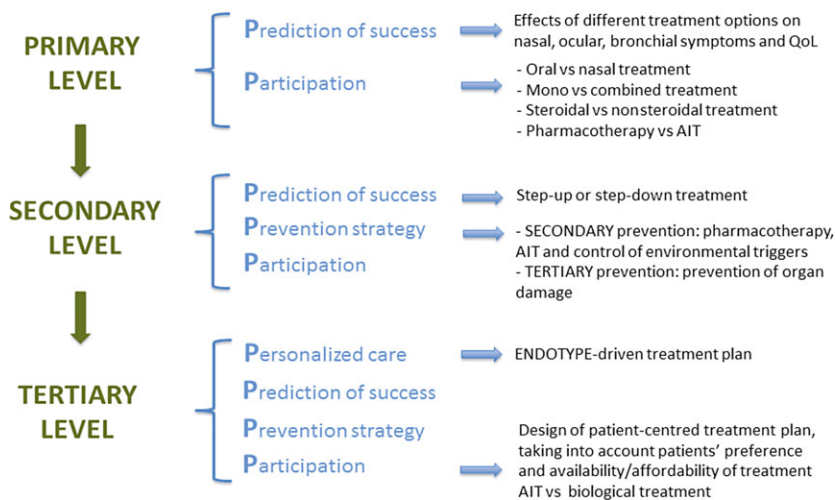 PRIMARY
LEVEL
Prediction of success
Effects of different treatment options on
nasal, ocular, bronchial symptoms and QoL
Participation
- Oral vs nasal treatment
- Mono vs combined treatment
- Steroidal vs nonsteroidal treatment
- Pharmacotherapy vs AIT
SECONDARY
LEVEL
Prediction of success
Step-up or step-down treatment
Prevention strategy
- SECONDARY prevention: pharmacotherapy,
AIT and control of environmental triggers
- TERTIARY prevention: prevention of organ
damage
Participation
TERTIARY
LEVEL
Personalized care
ENDOTYPE-driven treatment plan
Prediction of success
Prevention strategy
Participation
Design of patient-centred treatment plan,
taking into account patients’ preference
and availability/affordability of treatment
AIT vs biological treatment